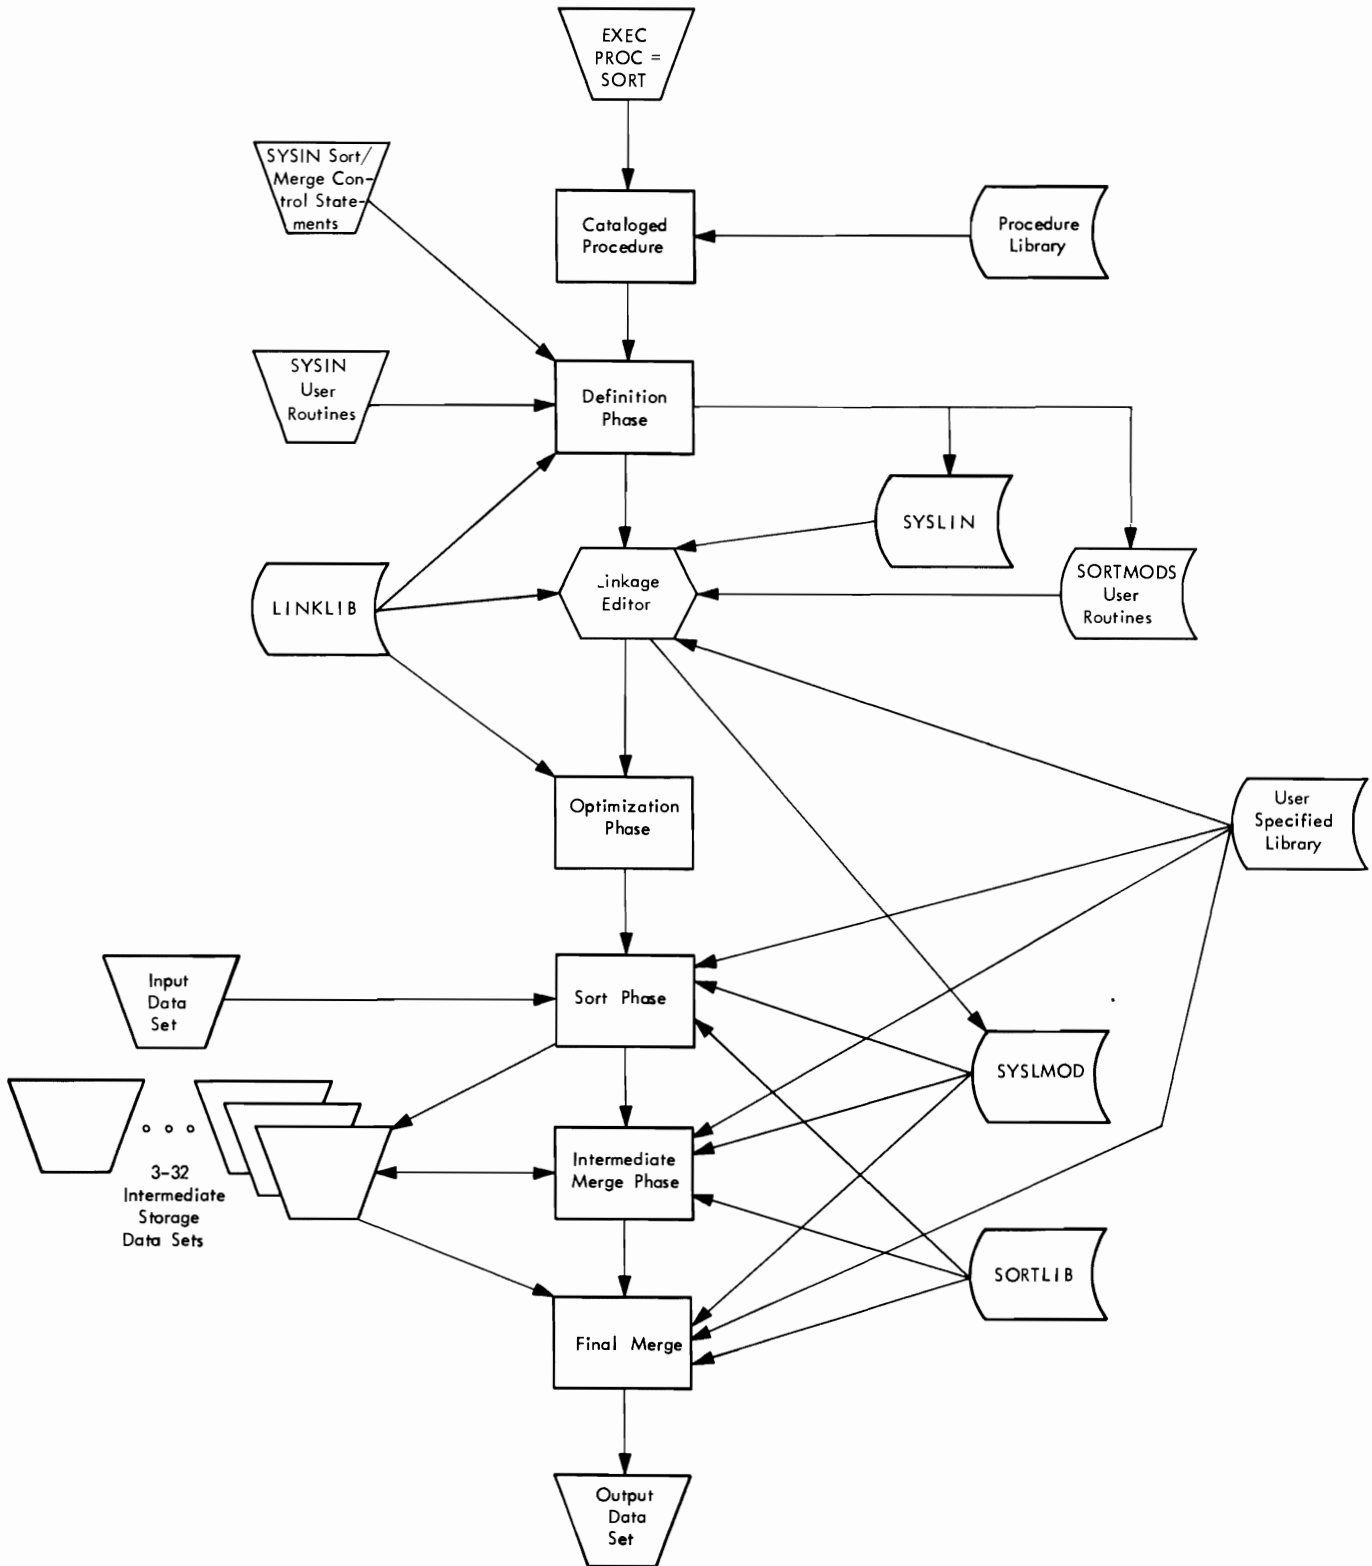 EXEC
PROC =
SORT
SYSIN Sort/
Merge Con-
trol State-
ments
Cataloged
Procedure
Procedure
Library
SYSIN
User
Routines
Definition
Phase
SYSLIN
LINKLIB
Linkage
Editor
SORTMODS
User
Routines
Optimization
Phase
User
Specified
Library
Input
Data
Set
Sort Phase
SYSLMOD
3-32
Intermediate
Storage
Data Sets
Intermediate
Merge Phase
SORTLIB
Final Merge
Output
Data
Set